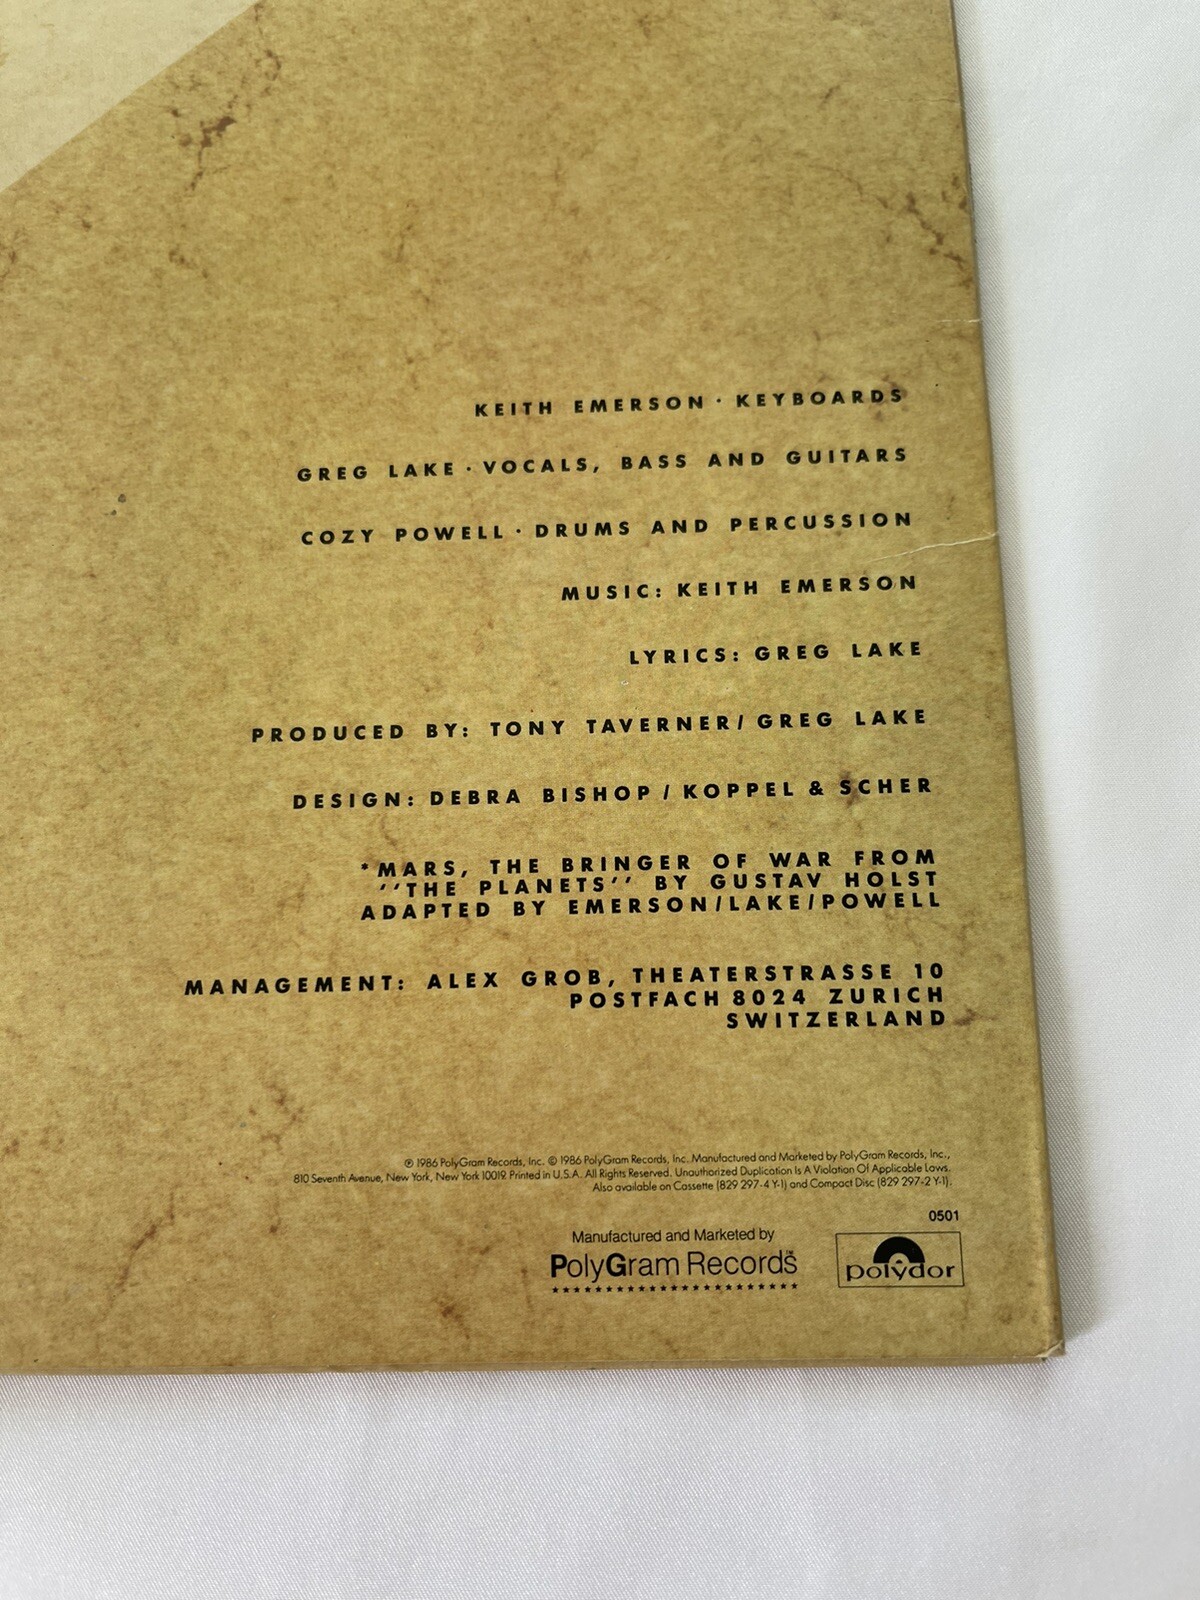 KEITH EMERSON · KEYBOARDS
GREG LAKE · VOCALS, BASS AND GUITARS
COZY POWELL · DRUMS AND PERCUSSION
MUSIC: KEITH EMERSON
LYRICS: GREG LAKE
PRODUCED BY: TONY TAVERNER/GREG LAKE
DESIGN: DEBRA BISHOP/KOPPEL & SCHER
*MARS, THE BRINGER OF WAR FROM
''THE PLANETS'' BY GUSTAV HOLST
ADAPTED BY EMERSON/LAKE/POWELL
MANAGEMENT: ALEX GROB, THEATERSTRASSE 10
POSTFACH 8024 ZURICH
SWITZERLAND
℗ 1986 PolyGram Records, Inc. © 1986 PolyGram Records, Inc. Manufactured and Marketed by PolyGram Records, Inc.,
810 Seventh Avenue, New York, New York 10019. Printed in U.S.A. All Rights Reserved. Unauthorized Duplication Is A Violation Of Applicable Laws.
Also available on Cassette (829 297-4 Y-1) and Compact Disc (829 297-2 Y-1).
0501
Manufactured and Marketed by
PolyGram Records™
polydor